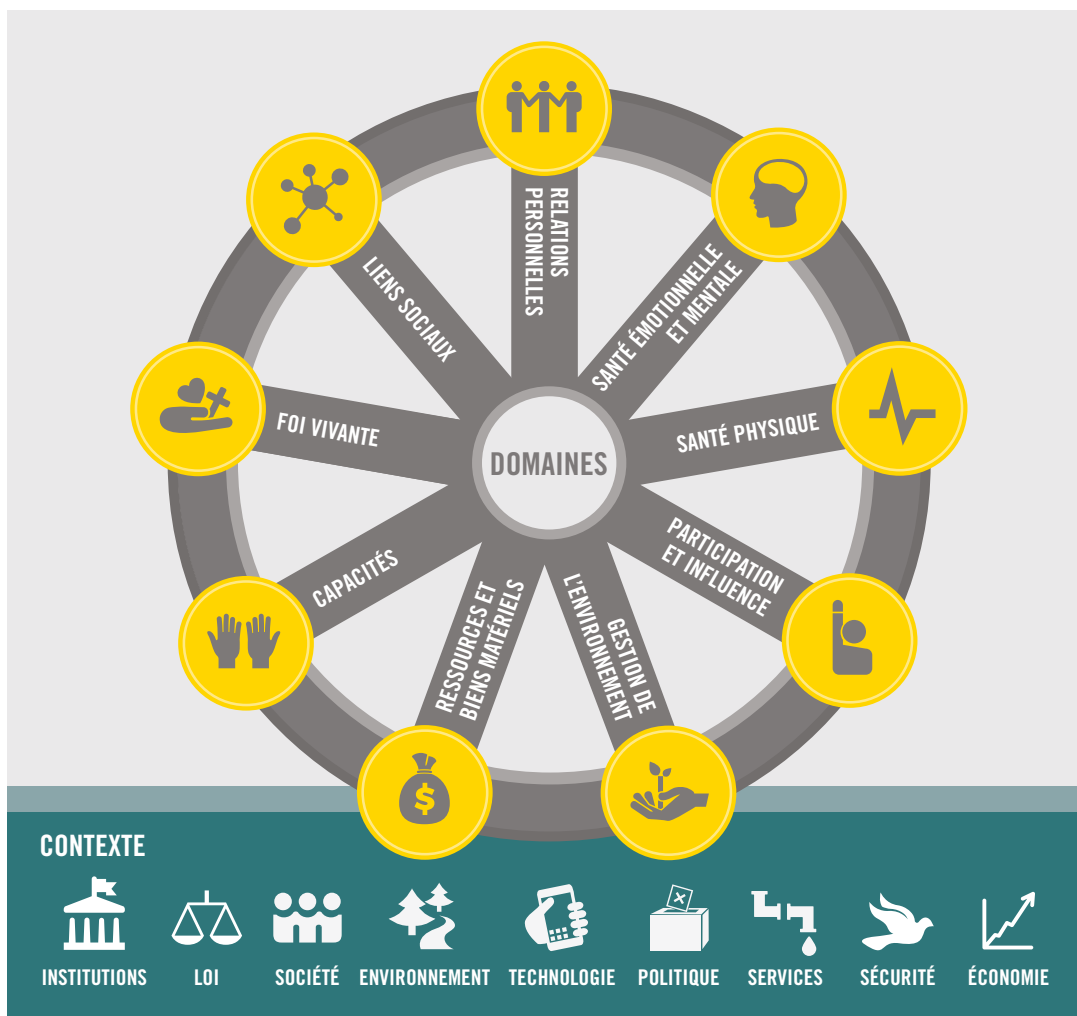 RELATIONS
PERSONNELLES
SANTÉ ÉMOTIONNELLE
ET MENTALE
LIENS SOCIAUX
SANTÉ PHYSIQUE
FOI VIVANTE
DOMAINES
PARTICIPATION
ET INFLUENCE
CAPACITÉS
GESTION DE
L'ENVIRONNEMENT
RESSOURCES ET
BIENS MATÉRIELS
$
CONTEXTE
INSTITUTIONS
LOI
SOCIÉTÉ
ENVIRONNEMENT
TECHNOLOGIE
POLITIQUE
SERVICES
SÉCURITÉ
ÉCONOMIE